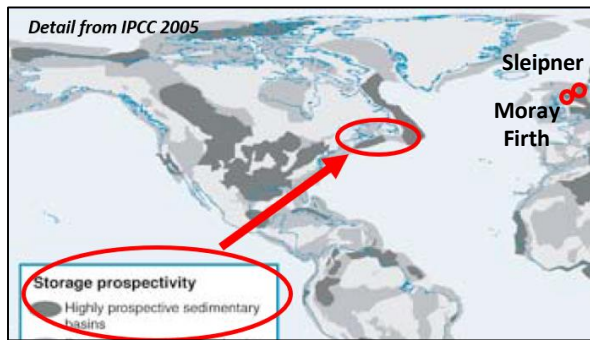 Detail from IPCC 2005
Sleipner
Moray
Firth
Storage prospectivity
Highly prospective sedimentary
basins